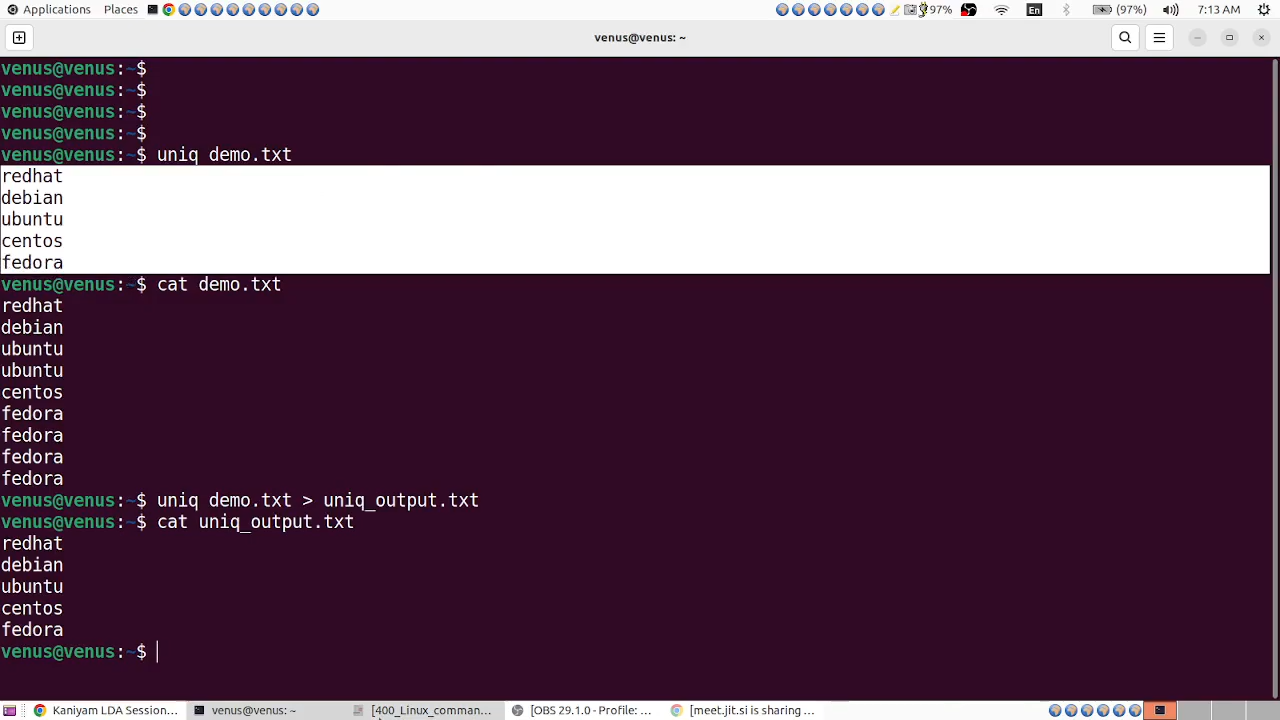 Applications Places 97% En (97%) 7:13 AM
venus@venus: ~
venus@venus:~$
venus@venus:~$
venus@venus:~$
venus@venus:~$
venus@venus:~$ uniq demo.txt
redhat
debian
ubuntu
centos
fedora
venus@venus:~$ cat demo.txt
redhat
debian
ubuntu
ubuntu
centos
fedora
fedora
fedora
fedora
venus@venus:~$ uniq demo.txt > uniq_output.txt
venus@venus:~$ cat uniq_output.txt
redhat
debian
ubuntu
centos
fedora
venus@venus:~$
Kaniyam LDA Session... venus@venus: ~ [400_Linux_comman... [OBS 29.1.0 - Profile: ... [meet.jit.si is sharing ...